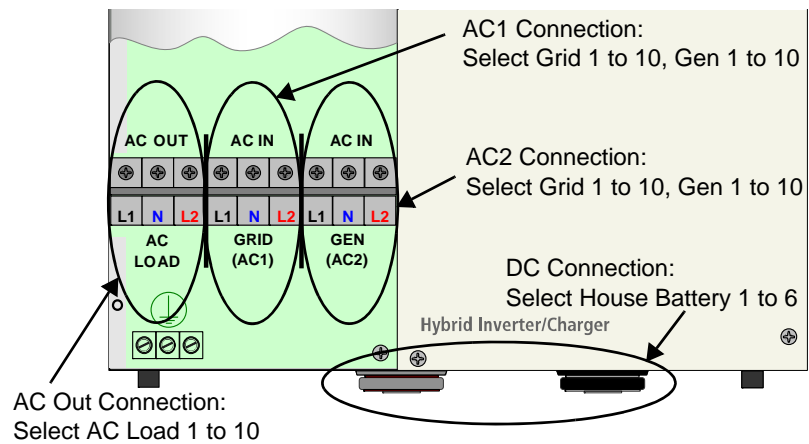 AC1 Connection:
Select Grid 1 to 10, Gen 1 to 10
AC OUT AC IN AC IN
AC2 Connection:
Select Grid 1 to 10, Gen 1 to 10
L1 N L2 L1 N L2 L1 N L2
AC
LOAD
GRID
(AC1)
GEN
(AC2)
DC Connection:
Select House Battery 1 to 6
Hybrid Inverter/Charger
AC Out Connection:
Select AC Load 1 to 10